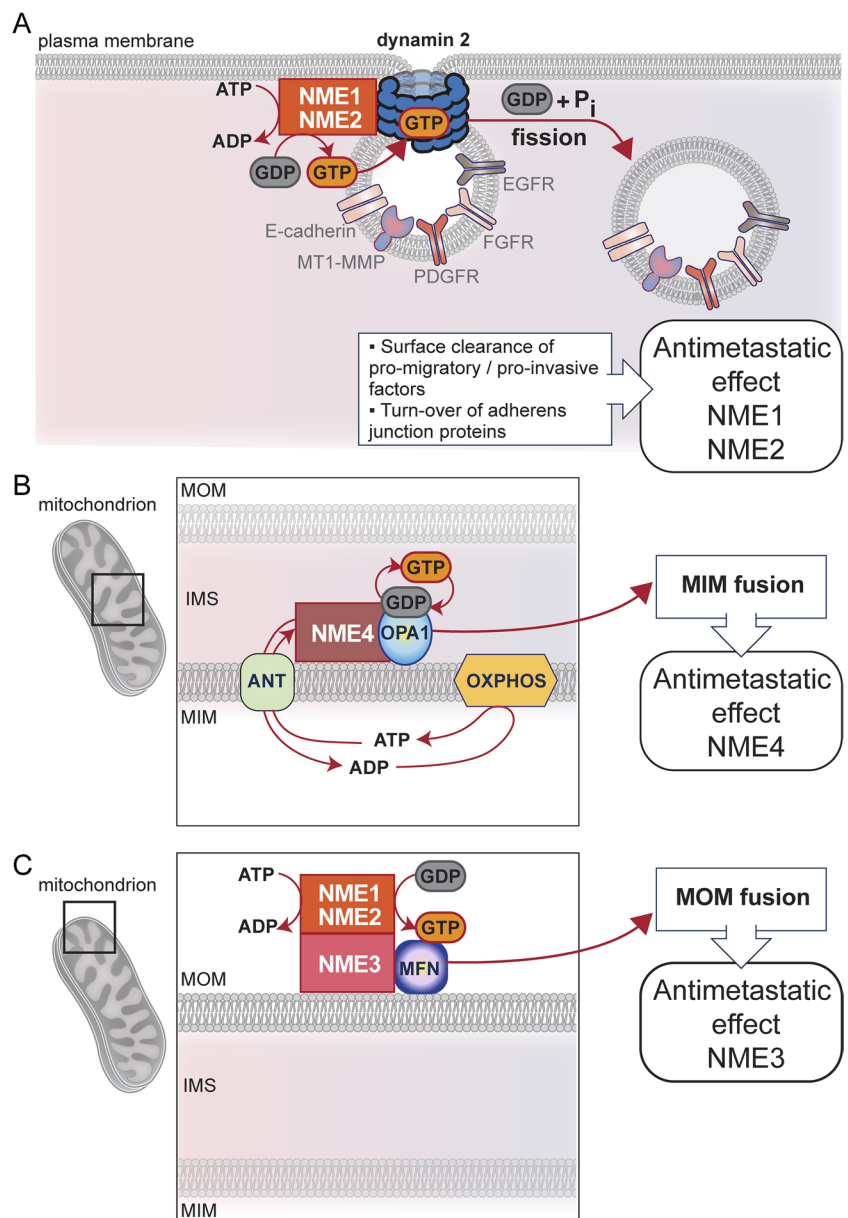 A
plasma membrane
dynamin 2
ATP
NME1
NME2
ADP
GDP
GTP
GTP
GDP + Pi
fission
EGFR
E-cadherin
FGFR
MT1-MMP
PDGFR
▪ Surface clearance of
pro-migratory / pro-invasive
factors
▪ Turn-over of adherens
junction proteins
Antimetastatic
effect
NME1
NME2
B
mitochondrion
MOM
IMS
GTP
GDP
NME4
OPA1
ANT
OXPHOS
MIM
ATP
ADP
MIM fusion
Antimetastatic
effect
NME4
C
mitochondrion
ATP
NME1
NME2
ADP
GDP
GTP
NME3
MFN
MOM
IMS
MIM
MOM fusion
Antimetastatic
effect
NME3